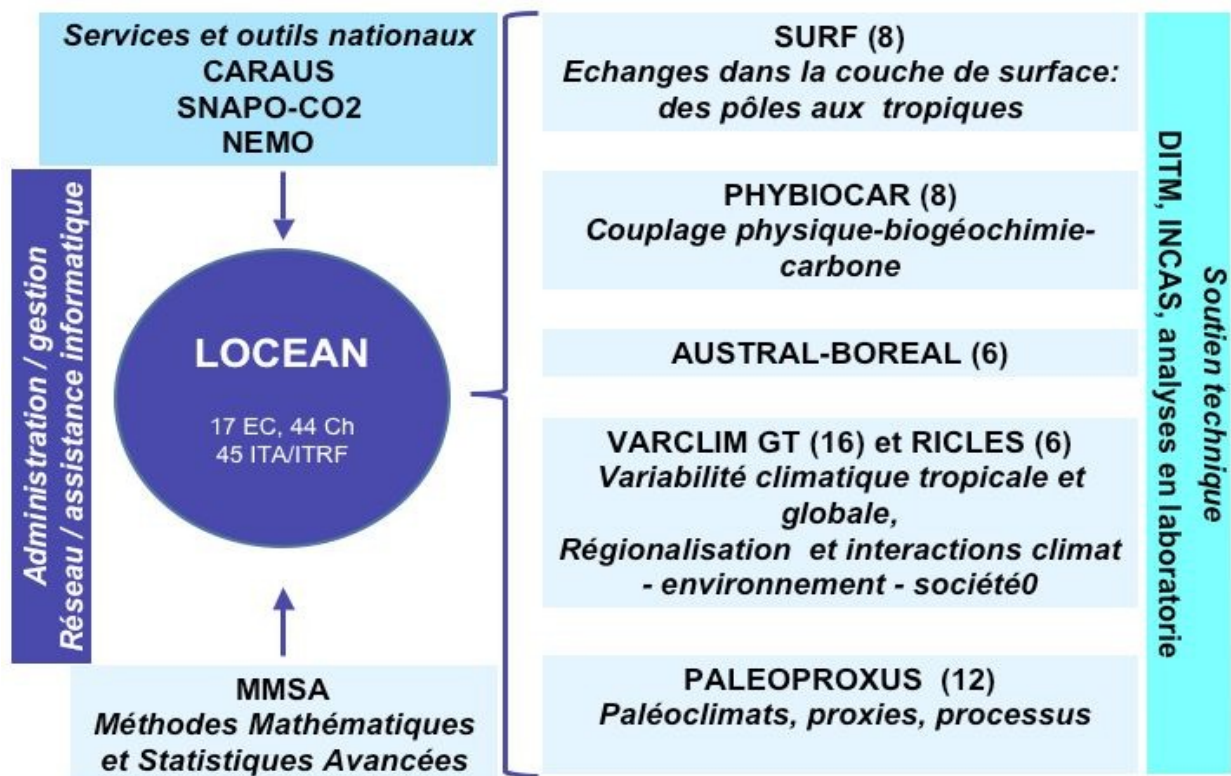 Services et outils nationaux
CARAUS
SNAPO-CO2
NEMO
Administration / gestion
Réseau / assistance informatique
LOCEAN
17 EC, 44 Ch
45 ITA/ITRF
MMSA
Méthodes Mathématiques
et Statistiques Avancées
SURF (8)
Echanges dans la couche de surface:
des pôles aux tropiques
PHYBIOCAR (8)
Couplage physique-biogéochimie-
carbone
AUSTRAL-BOREAL (6)
VARCLIM GT (16) et RICLES (6)
Variabilité climatique tropicale et
globale,
Régionalisation et interactions climat
- environnement - société0
PALEOPROXUS (12)
Paléoclimats, proxies, processus
Soutien technique
DITM, INCAS, analyses en laboratorie